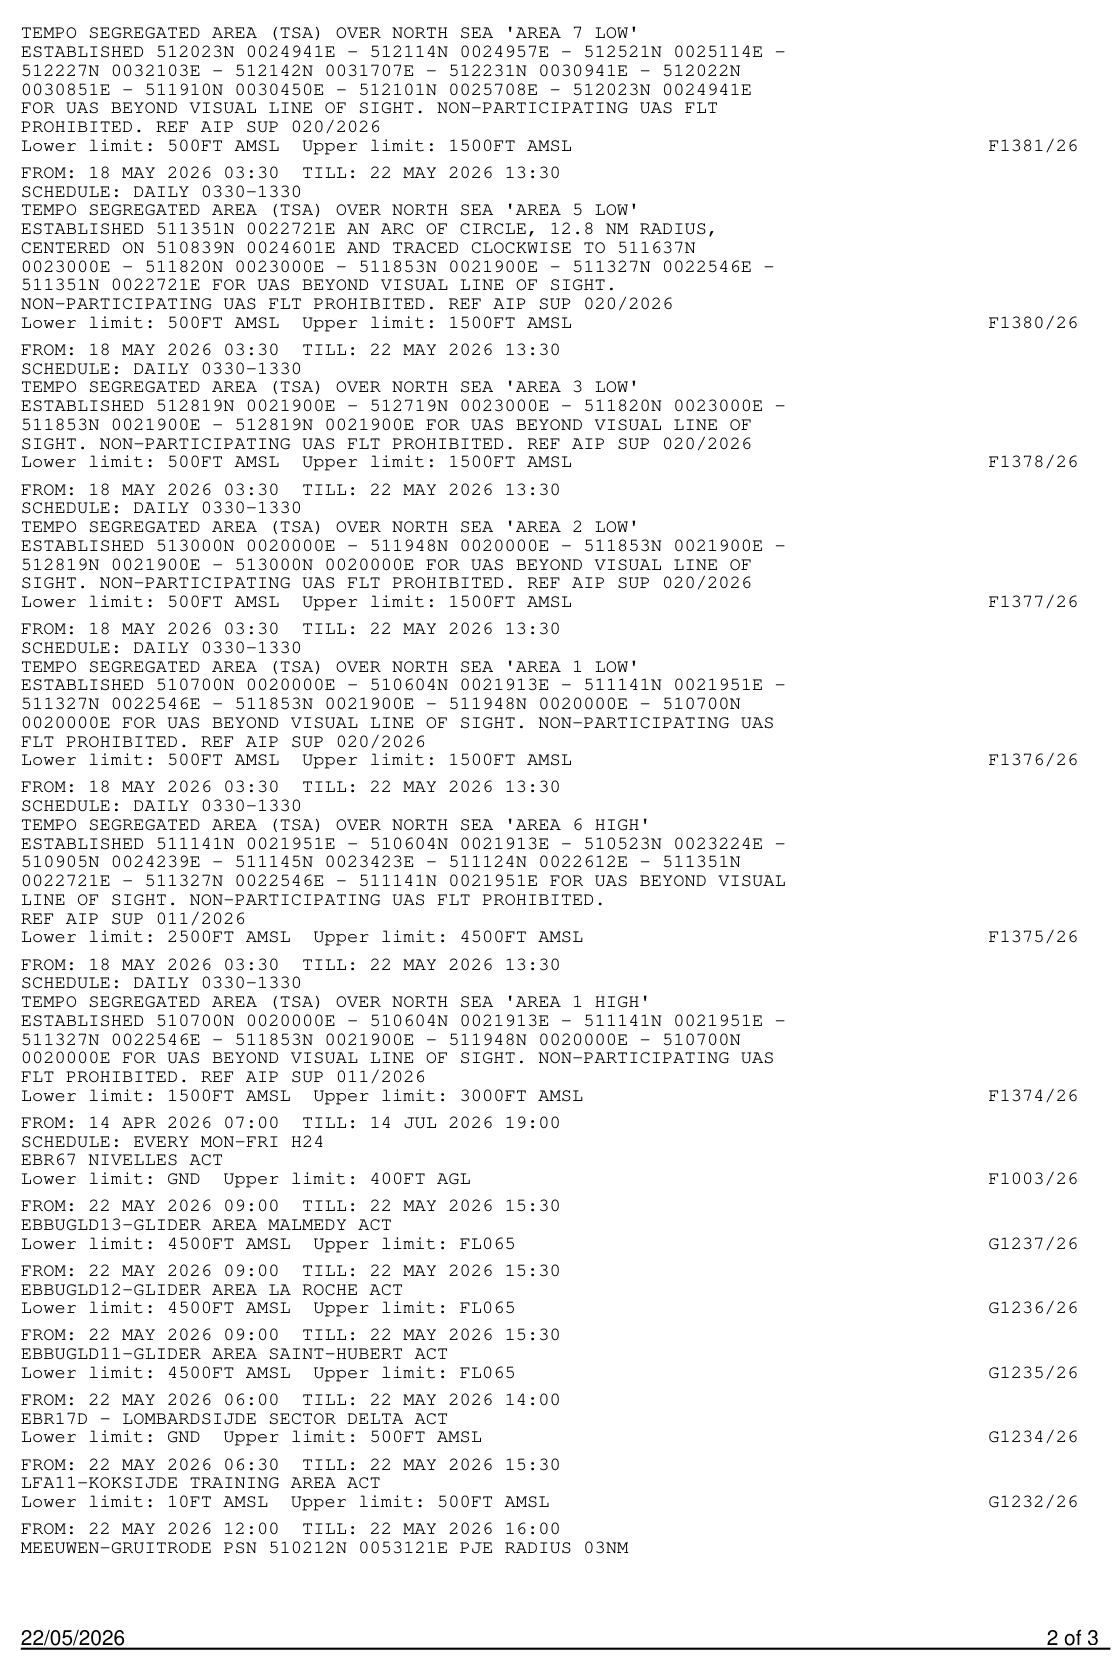 TEMPO SEGREGATED AREA (TSA) OVER NORTH SEA 'AREA 7 LOW'
ESTABLISHED 512023N 0024941E - 512114N 0024957E - 512521N 0025114E -
512227N 0032103E - 512142N 0031707E - 512231N 0030941E - 512022N
0030851E - 511910N 0030450E - 512101N 0025708E - 512023N 0024941E
FOR UAS BEYOND VISUAL LINE OF SIGHT. NON-PARTICIPATING UAS FLT
PROHIBITED. REF AIP SUP 020/2026
Lower limit: 500FT AMSL  Upper limit: 1500FT AMSL F1381/26
FROM: 18 MAY 2026 03:30  TILL: 22 MAY 2026 13:30
SCHEDULE: DAILY 0330-1330
TEMPO SEGREGATED AREA (TSA) OVER NORTH SEA 'AREA 5 LOW'
ESTABLISHED 511351N 0022721E AN ARC OF CIRCLE, 12.8 NM RADIUS,
CENTERED ON 510839N 0024601E AND TRACED CLOCKWISE TO 511637N
0023000E - 511820N 0023000E - 511853N 0021900E - 511327N 0022546E -
511351N 0022721E FOR UAS BEYOND VISUAL LINE OF SIGHT.
NON-PARTICIPATING UAS FLT PROHIBITED. REF AIP SUP 020/2026
Lower limit: 500FT AMSL  Upper limit: 1500FT AMSL F1380/26
FROM: 18 MAY 2026 03:30  TILL: 22 MAY 2026 13:30
SCHEDULE: DAILY 0330-1330
TEMPO SEGREGATED AREA (TSA) OVER NORTH SEA 'AREA 3 LOW'
ESTABLISHED 512819N 0021900E - 512719N 0023000E - 511820N 0023000E -
511853N 0021900E - 512819N 0021900E FOR UAS BEYOND VISUAL LINE OF
SIGHT. NON-PARTICIPATING UAS FLT PROHIBITED. REF AIP SUP 020/2026
Lower limit: 500FT AMSL  Upper limit: 1500FT AMSL F1378/26
FROM: 18 MAY 2026 03:30  TILL: 22 MAY 2026 13:30
SCHEDULE: DAILY 0330-1330
TEMPO SEGREGATED AREA (TSA) OVER NORTH SEA 'AREA 2 LOW'
ESTABLISHED 513000N 0020000E - 511948N 0020000E - 511853N 0021900E -
512819N 0021900E - 513000N 0020000E FOR UAS BEYOND VISUAL LINE OF
SIGHT. NON-PARTICIPATING UAS FLT PROHIBITED. REF AIP SUP 020/2026
Lower limit: 500FT AMSL  Upper limit: 1500FT AMSL F1377/26
FROM: 18 MAY 2026 03:30  TILL: 22 MAY 2026 13:30
SCHEDULE: DAILY 0330-1330
TEMPO SEGREGATED AREA (TSA) OVER NORTH SEA 'AREA 1 LOW'
ESTABLISHED 510700N 0020000E - 510604N 0021913E - 511141N 0021951E -
511327N 0022546E - 511853N 0021900E - 511948N 0020000E - 510700N
0020000E FOR UAS BEYOND VISUAL LINE OF SIGHT. NON-PARTICIPATING UAS
FLT PROHIBITED. REF AIP SUP 020/2026
Lower limit: 500FT AMSL  Upper limit: 1500FT AMSL F1376/26
FROM: 18 MAY 2026 03:30  TILL: 22 MAY 2026 13:30
SCHEDULE: DAILY 0330-1330
TEMPO SEGREGATED AREA (TSA) OVER NORTH SEA 'AREA 6 HIGH'
ESTABLISHED 511141N 0021951E - 510604N 0021913E - 510523N 0023224E -
510905N 0024239E - 511145N 0023423E - 511124N 0022612E - 511351N
0022721E - 511327N 0022546E - 511141N 0021951E FOR UAS BEYOND VISUAL
LINE OF SIGHT. NON-PARTICIPATING UAS FLT PROHIBITED.
REF AIP SUP 011/2026
Lower limit: 2500FT AMSL  Upper limit: 4500FT AMSL F1375/26
FROM: 18 MAY 2026 03:30  TILL: 22 MAY 2026 13:30
SCHEDULE: DAILY 0330-1330
TEMPO SEGREGATED AREA (TSA) OVER NORTH SEA 'AREA 1 HIGH'
ESTABLISHED 510700N 0020000E - 510604N 0021913E - 511141N 0021951E -
511327N 0022546E - 511853N 0021900E - 511948N 0020000E - 510700N
0020000E FOR UAS BEYOND VISUAL LINE OF SIGHT. NON-PARTICIPATING UAS
FLT PROHIBITED. REF AIP SUP 011/2026
Lower limit: 1500FT AMSL  Upper limit: 3000FT AMSL F1374/26
FROM: 14 APR 2026 07:00  TILL: 14 JUL 2026 19:00
SCHEDULE: EVERY MON-FRI H24
EBR67 NIVELLES ACT
Lower limit: GND  Upper limit: 400FT AGL F1003/26
FROM: 22 MAY 2026 09:00  TILL: 22 MAY 2026 15:30
EBBUGLD13-GLIDER AREA MALMEDY ACT
Lower limit: 4500FT AMSL  Upper limit: FL065 G1237/26
FROM: 22 MAY 2026 09:00  TILL: 22 MAY 2026 15:30
EBBUGLD12-GLIDER AREA LA ROCHE ACT
Lower limit: 4500FT AMSL  Upper limit: FL065 G1236/26
FROM: 22 MAY 2026 09:00  TILL: 22 MAY 2026 15:30
EBBUGLD11-GLIDER AREA SAINT-HUBERT ACT
Lower limit: 4500FT AMSL  Upper limit: FL065 G1235/26
FROM: 22 MAY 2026 06:00  TILL: 22 MAY 2026 14:00
EBR17D - LOMBARDSIJDE SECTOR DELTA ACT
Lower limit: GND  Upper limit: 500FT AMSL G1234/26
FROM: 22 MAY 2026 06:30  TILL: 22 MAY 2026 15:30
LFA11-KOKSIJDE TRAINING AREA ACT
Lower limit: 10FT AMSL  Upper limit: 500FT AMSL G1232/26
FROM: 22 MAY 2026 12:00  TILL: 22 MAY 2026 16:00
MEEUWEN-GRUITRODE PSN 510212N 0053121E PJE RADIUS 03NM
22/05/2026 2 of 3